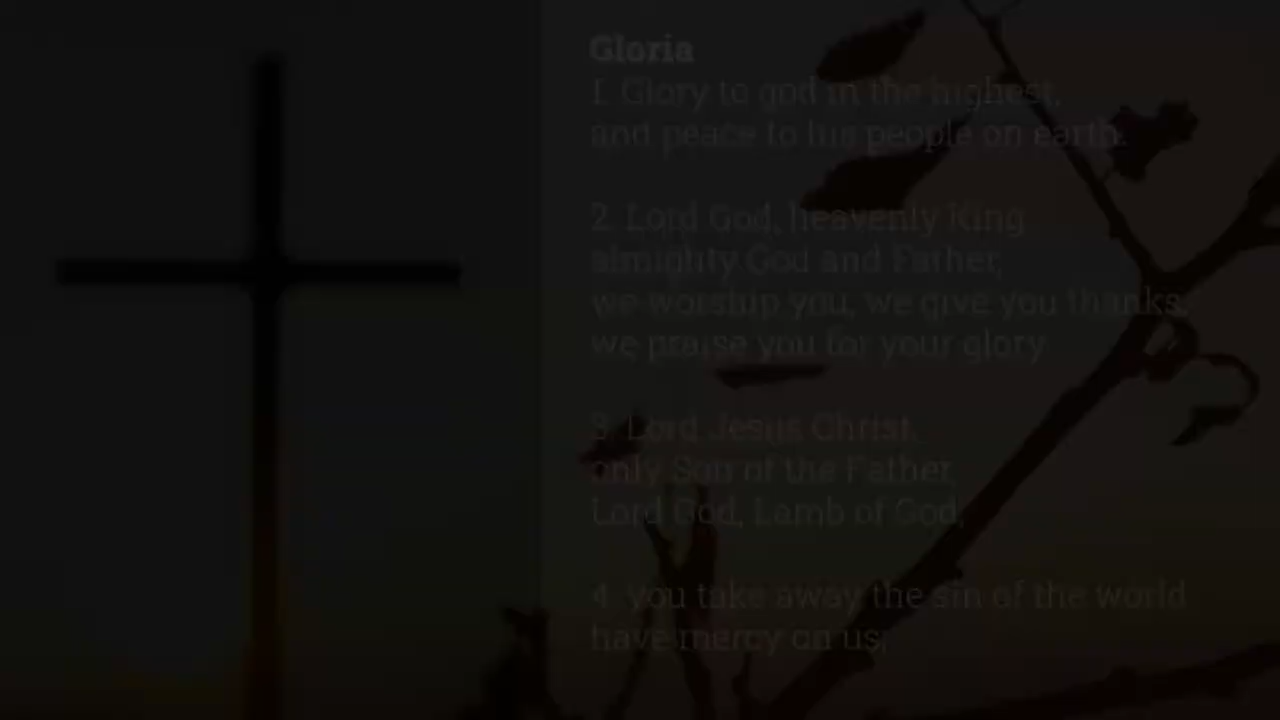 Gloria
1. Glory to god in the highest,
and peace to his people on earth.
2. Lord God, heavenly King
almighty God and Father,
we worship you, we give you thanks,
we praise you for your glory
3. Lord Jesus Christ,
only Son of the Father,
Lord God, Lamb of God,
4. you take away the sin of the world
have mercy on us;